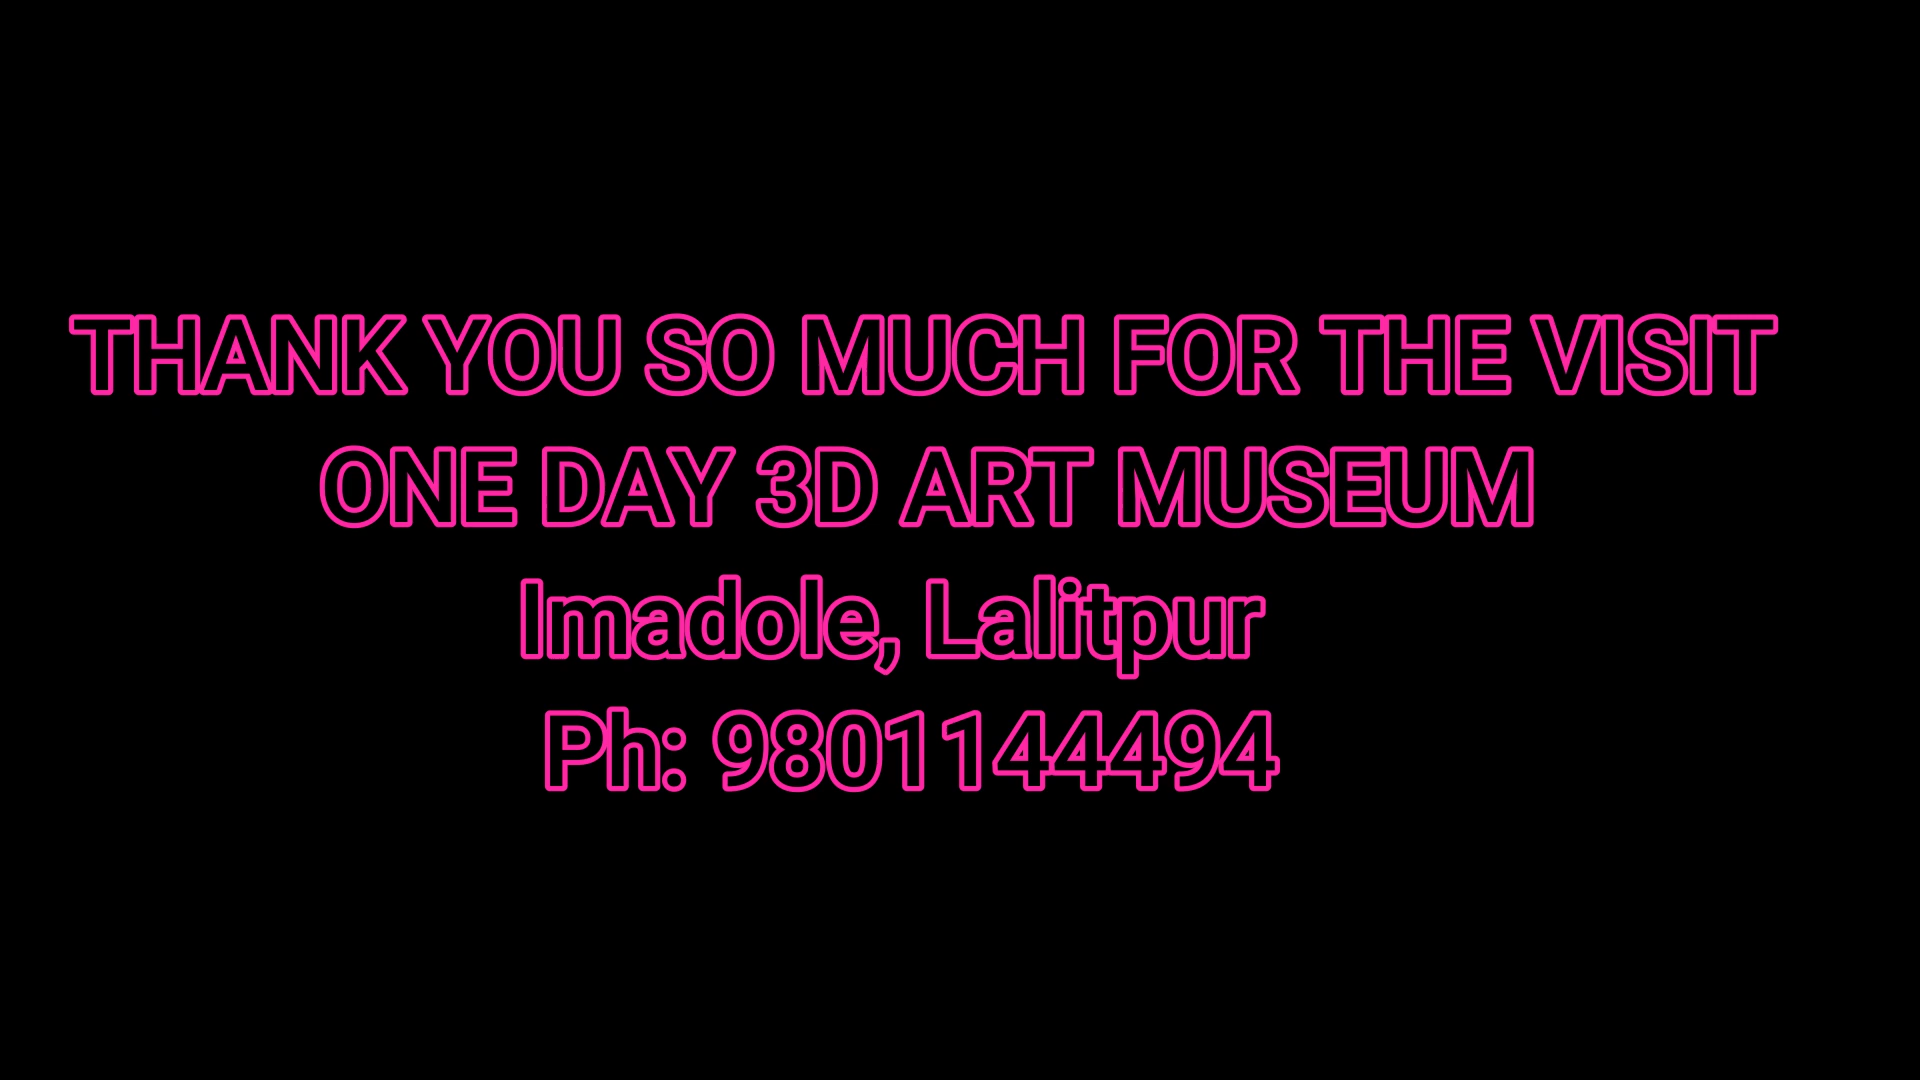 THANK YOU SO MUCH FOR THE VISIT
ONE DAY 3D ART MUSEUM
Imadole, Lalitpur
Ph: 9801144494